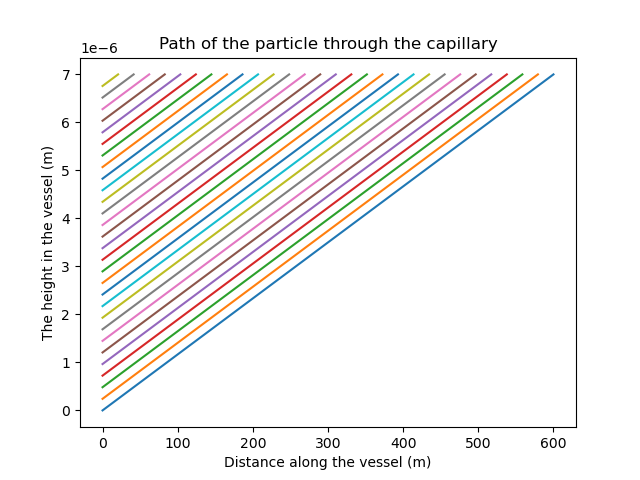 Path of the particle through the capillary
1e−6
7
6
5
4
3
2
1
0
The height in the vessel (m)
0 100 200 300 400 500 600
Distance along the vessel (m)